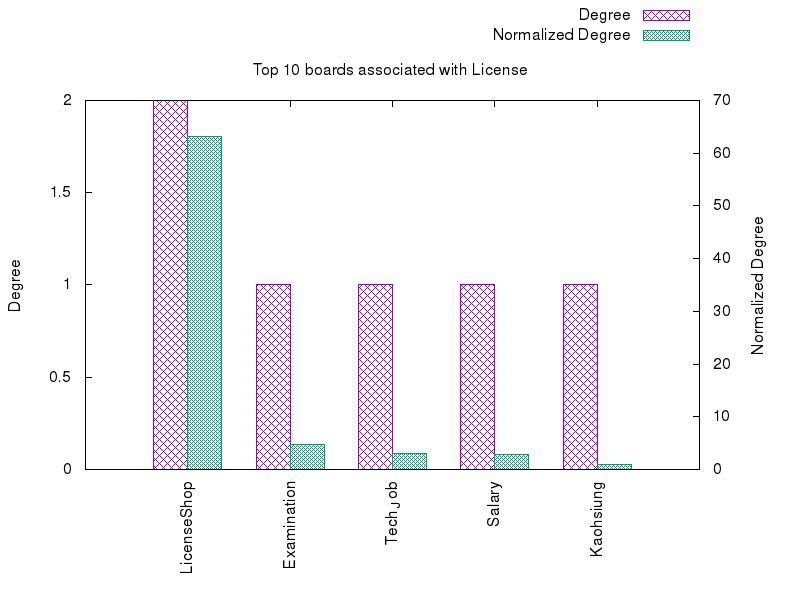 Degree
Normalized Degree
Top 10 boards associated with License
2
1.5
1
0.5
0
70
60
50
40
30
20
10
0
Degree
Normalized Degree
LicenseShop
Examination
TechJob
Salary
Kaohsiung